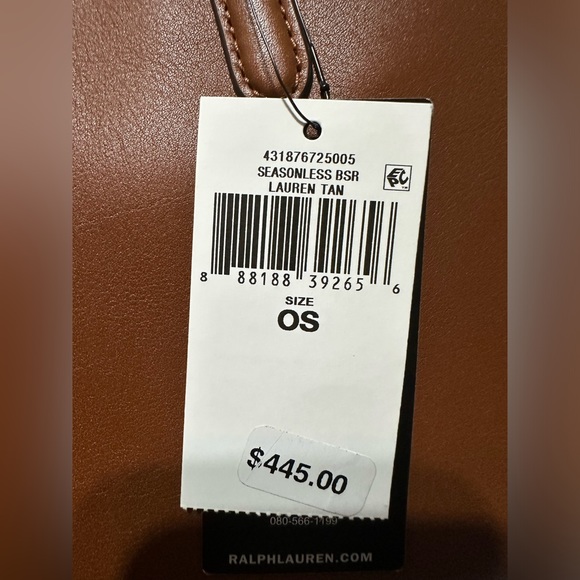 431876725005
SEASONLESS BSR
LAUREN TAN
8 88188 39265 6
SIZE
OS
$445.00
080-566-1199
RALPHLAUREN.COM